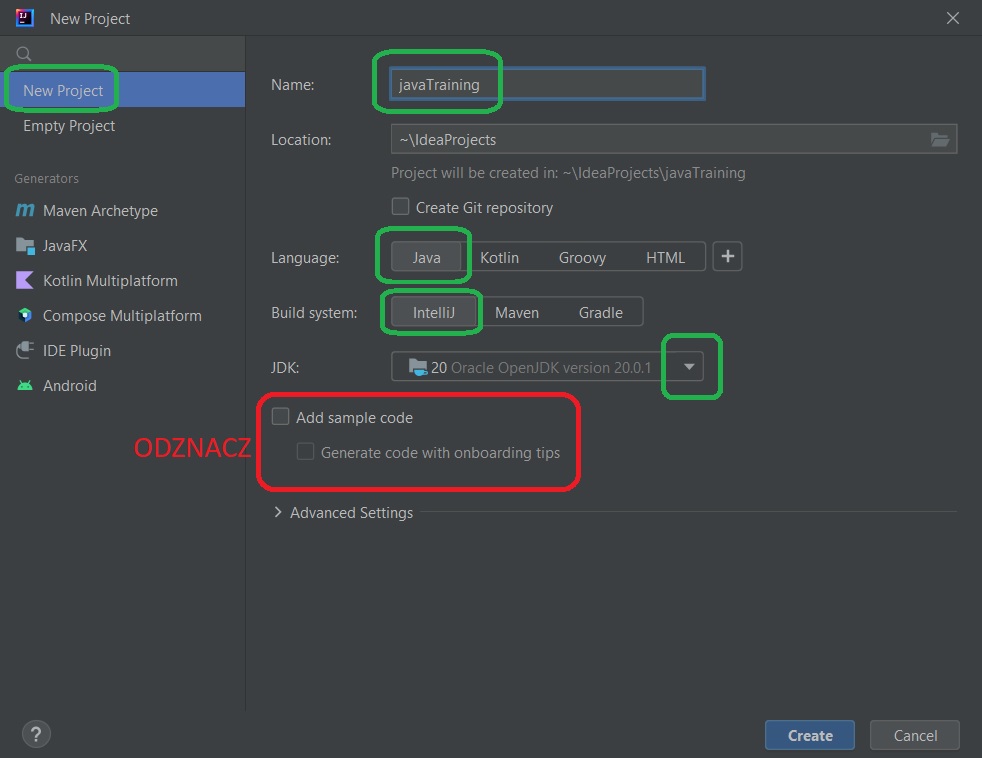 New Project
New Project
Empty Project
Generators
Maven Archetype
JavaFX
Kotlin Multiplatform
Compose Multiplatform
IDE Plugin
Android
Name: javaTraining
Location: ~\IdeaProjects
Project will be created in: ~\IdeaProjects\javaTraining
Create Git repository
Language: Java Kotlin Groovy HTML +
Build system: IntelliJ Maven Gradle
JDK: 20 Oracle OpenJDK version 20.0.1
Add sample code
ODZNACZ
Generate code with onboarding tips
Advanced Settings
? Create Cancel